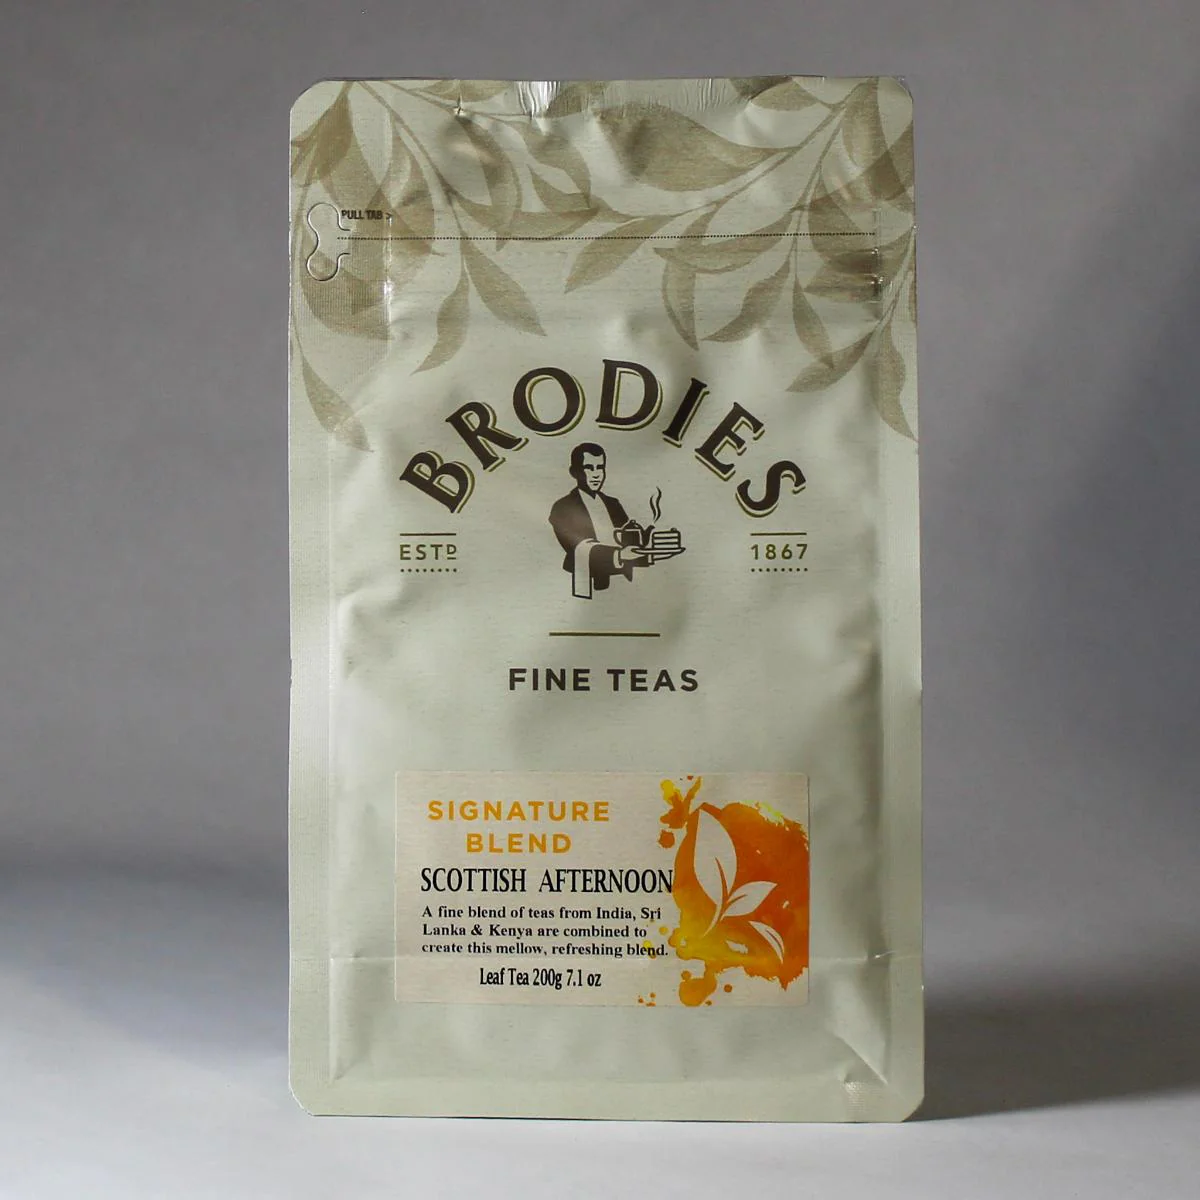 PULL TAB >
BRODIES
ESTD
1867
FINE TEAS
SIGNATURE
BLEND
SCOTTISH AFTERNOON
A fine blend of teas from India, Sri
Lanka & Kenya are combined to
create this mellow, refreshing blend.
Leaf Tea 200g 7.1 oz